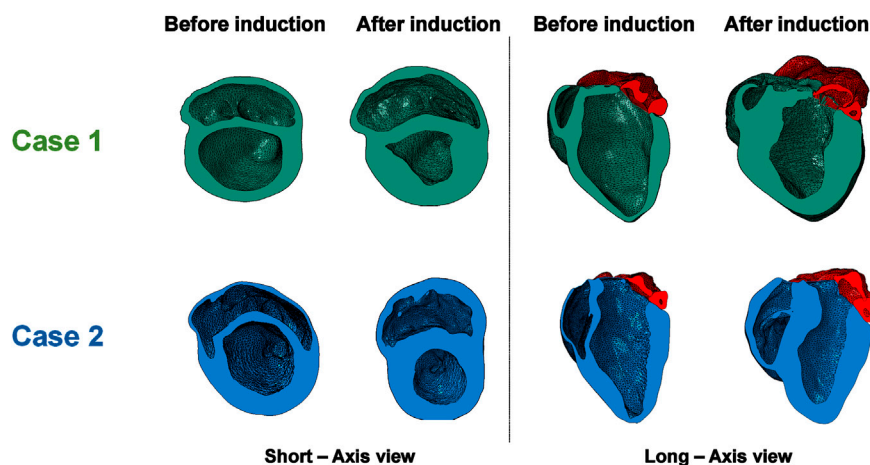 Before induction After induction Before induction After induction
Case 1
Case 2
Short – Axis view Long – Axis view